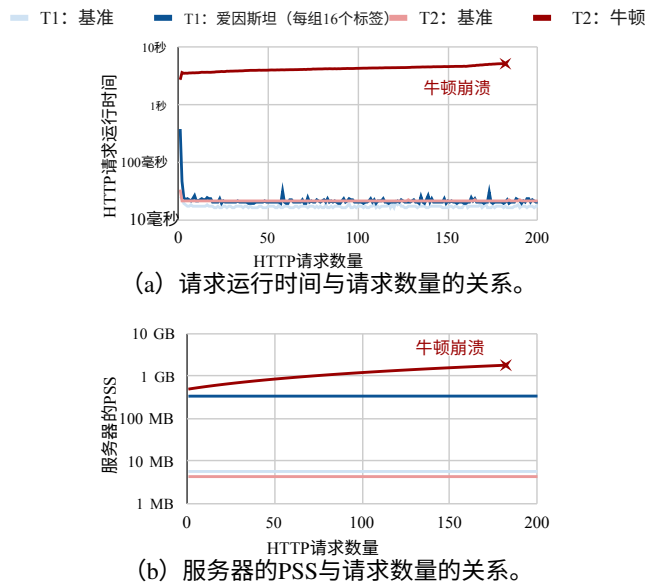 T1：基准
T1：爱因斯坦（每组16个标签）
T2：基准
T2：牛顿
10秒
1秒
100毫秒
10毫秒
HTTP请求运行时间
牛顿崩溃
0
50
100
150
200
HTTP请求数量
（a）请求运行时间与请求数量的关系。
10 GB
1 GB
100 MB
10 MB
1 MB
服务器的PSS
牛顿崩溃
0
50
100
150
200
HTTP请求数量
（b）服务器的PSS与请求数量的关系。